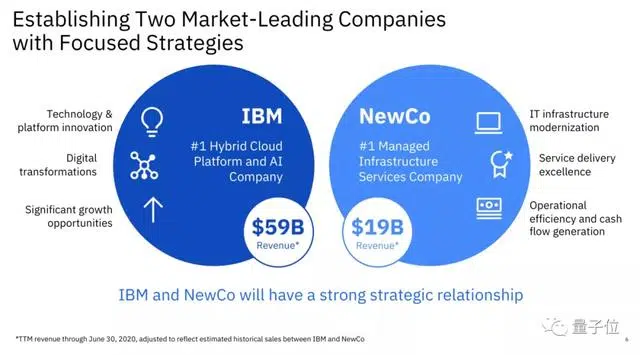 Establishing Two Market-Leading Companies
with Focused Strategies
Technology &
platform innovation
Digital
transformations
Significant growth
opportunities
IBM
#1 Hybrid Cloud
Platform and AI
Company
$59B
Revenue*
NewCo
#1 Managed
Infrastructure
Services Company
$19B
Revenue*
IT infrastructure
modernization
Service delivery
excellence
Operational
efficiency and cash
flow generation
IBM and NewCo will have a strong strategic relationship
*TTM revenue through June 30, 2020, adjusted to reflect estimated historical sales between IBM and NewCo
量子位
6